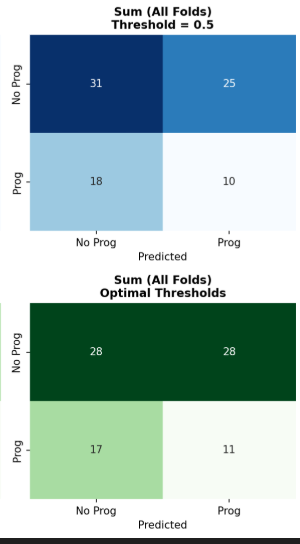 Sum (All Folds)
Threshold = 0.5
No Prog
31
25
Prog
18
10
No Prog
Prog
Predicted
Sum (All Folds)
Optimal Thresholds
No Prog
28
28
Prog
17
11
No Prog
Prog
Predicted